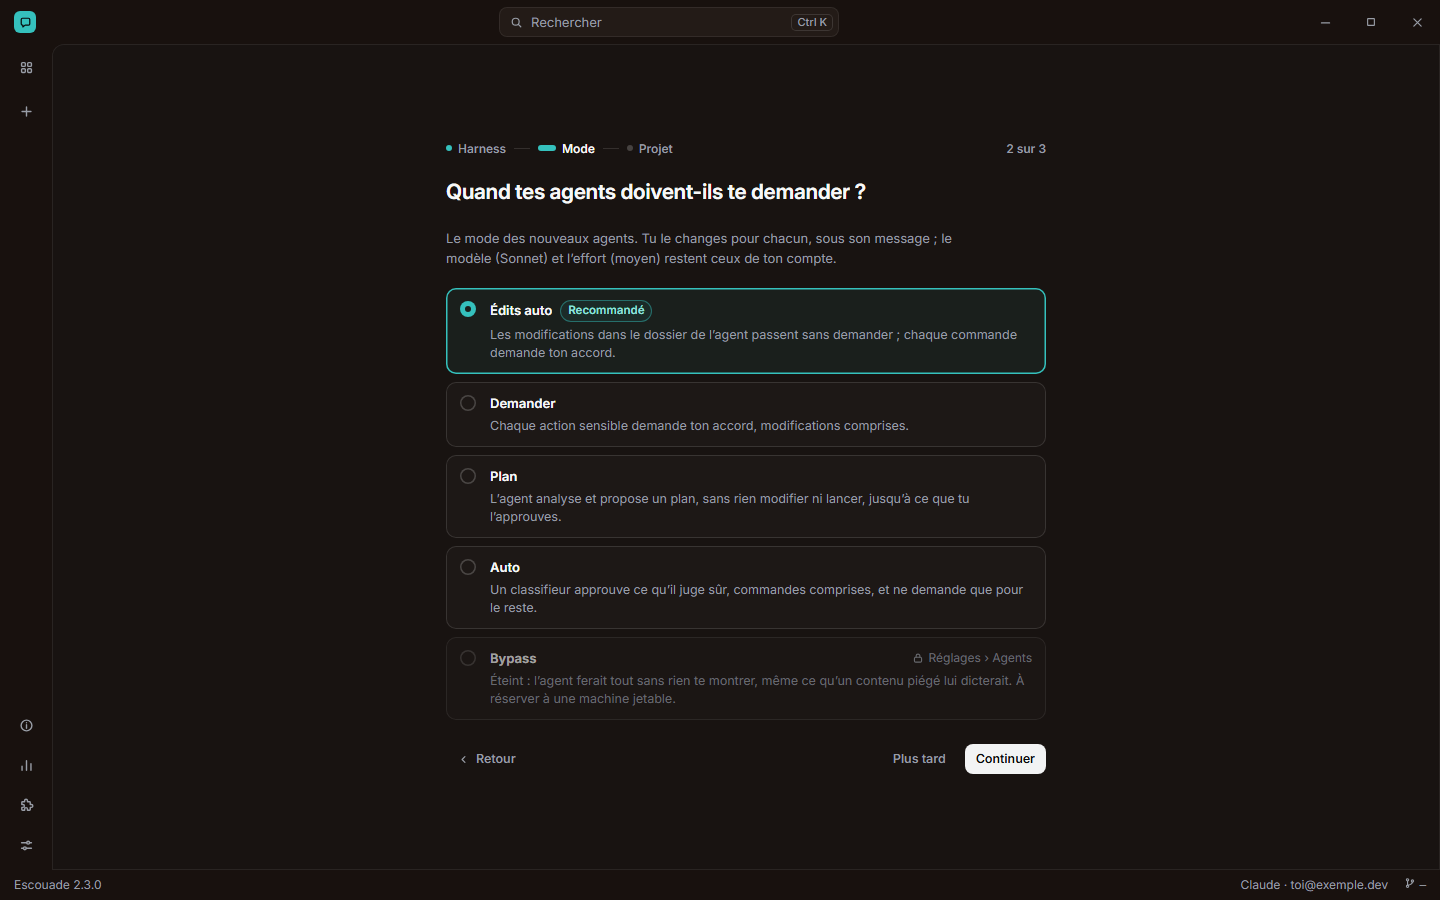 Rechercher
Ctrl K
Harness
Mode
Projet
2 sur 3
Quand tes agents doivent-ils te demander ?
Le mode des nouveaux agents. Tu le changes pour chacun, sous son message ; le
modèle (Sonnet) et l’effort (moyen) restent ceux de ton compte.
Édits auto
Recommandé
Les modifications dans le dossier de l’agent passent sans demander ; chaque commande
demande ton accord.
Demander
Chaque action sensible demande ton accord, modifications comprises.
Plan
L’agent analyse et propose un plan, sans rien modifier ni lancer, jusqu’à ce que tu
l’approuves.
Auto
Un classifieur approuve ce qu’il juge sûr, commandes comprises, et ne demande que pour
le reste.
Bypass
Réglages › Agents
Éteint : l’agent ferait tout sans rien te montrer, même ce qu’un contenu piégé lui dicterait. À
réserver à une machine jetable.
Retour
Plus tard
Continuer
Escouade 2.3.0
Claude · toi@exemple.dev
–